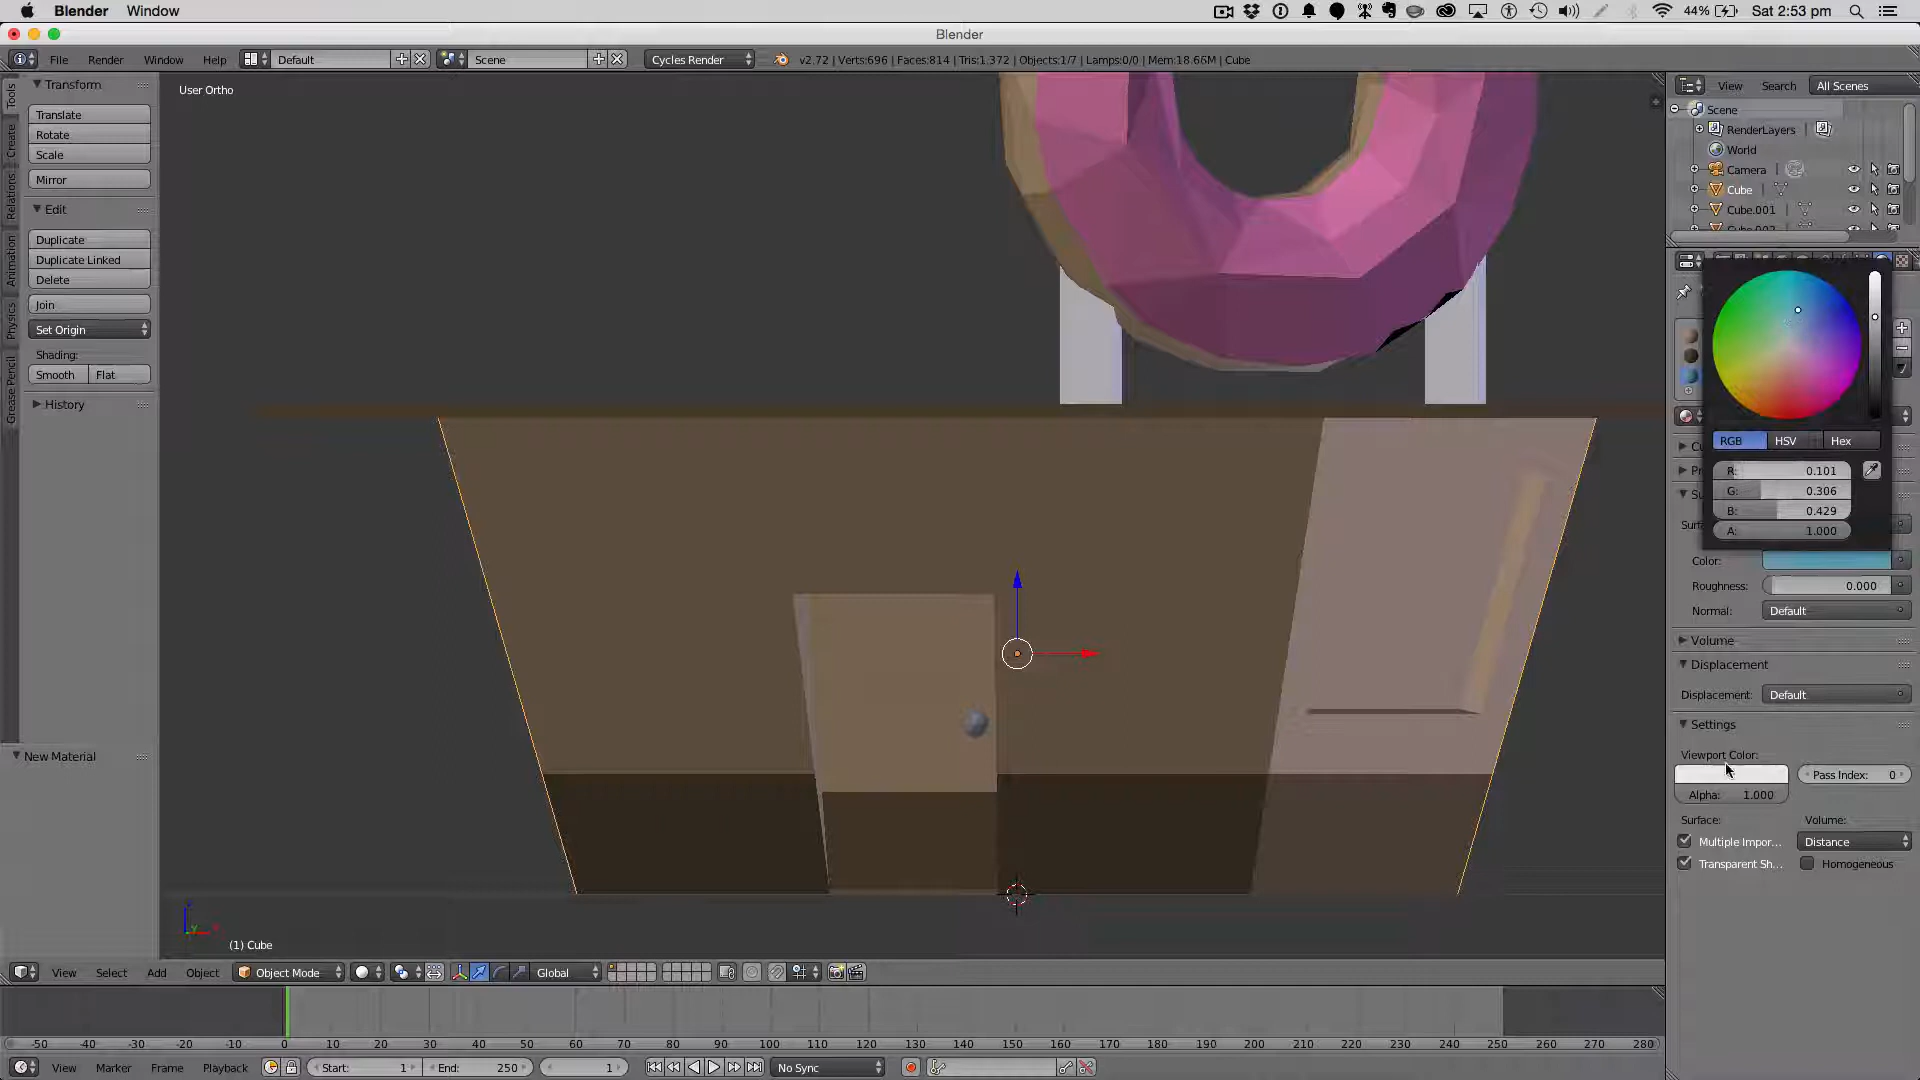 Blender Window 44% Sat 2:53 pm
Blender
File Render Window Help Default Scene Cycles Render v2.72 | Verts:696 | Faces:814 | Tris:1,372 | Objects:1/7 | Lamps:0/0 | Mem:18.66M | Cube
Tools
Create
Relations
Animation
Physics
Grease Pencil
Transform
Translate
Rotate
Scale
Mirror
Edit
Duplicate
Duplicate Linked
Delete
Join
Set Origin
Shading:
Smooth Flat
History
New Material
User Ortho
(1) Cube
View Search All Scenes
Scene
RenderLayers |
World
Camera |
Cube |
Cube.001 |
RGB HSV Hex
R: 0.101
G: 0.306
B: 0.429
A: 1.000
Color:
Roughness: 0.000
Normal: Default
Volume
Displacement
Displacement: Default
Settings
Viewport Color:
Pass Index: 0
Alpha: 1.000
Surface: Volume:
Multiple Impor... Distance
Transparent Sh... Homogeneous
View Select Add Object Object Mode Global
-50 -40 -30 -20 -10 0 10 20 30 40 50 60 70 80 90 100 110 120 130 140 150 160 170 180 190 200 210 220 230 240 250 260 270 280
View Marker Frame Playback Start: 1 End: 250 1 No Sync